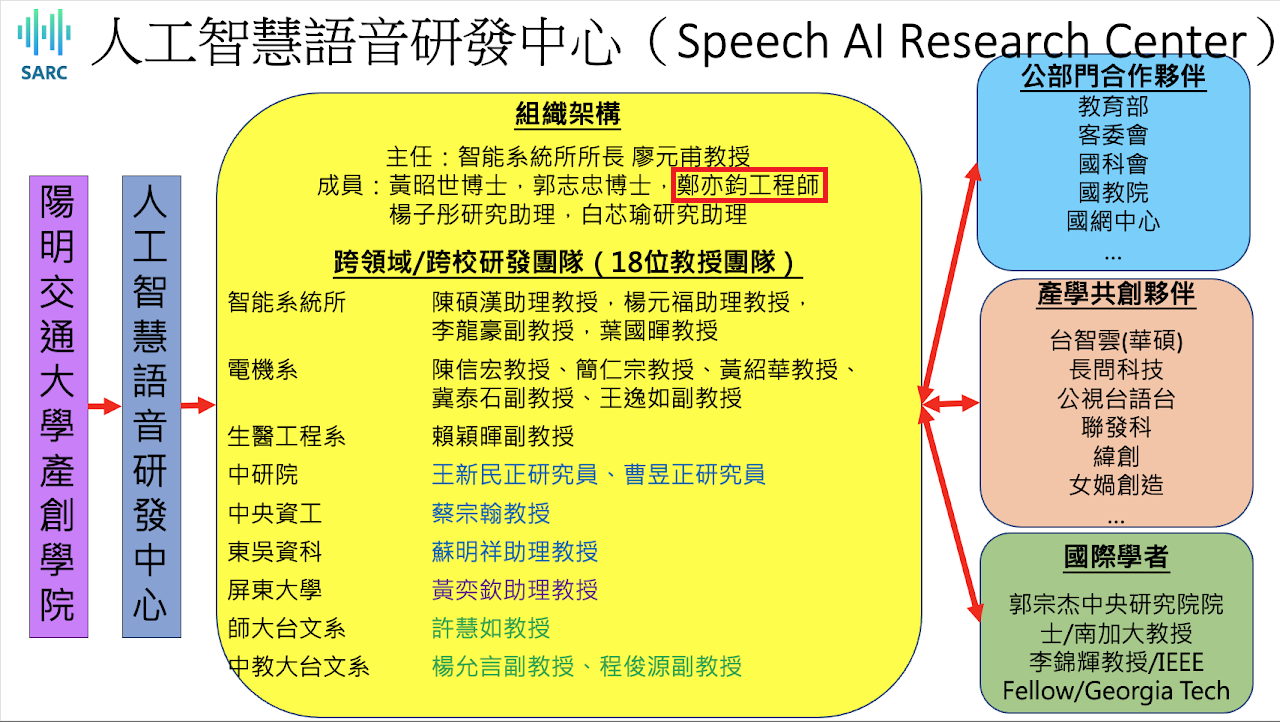 SARC
人工智慧語音研發中心（Speech AI Research Center）
陽明交通大學產創學院
人工智慧語音研發中心
組織架構
主任：智能系統所所長 廖元甫教授
成員：黃昭世博士，郭志忠博士，鄭亦鈞工程師
楊子彤研究助理，白芯瑜研究助理
跨領域/跨校研發團隊（18位教授團隊）
智能系統所 陳碩漢助理教授，楊元福助理教授，
李龍豪副教授，葉國暉教授
電機系 陳信宏教授、簡仁宗教授、黃紹華教授、
冀泰石副教授、王逸如副教授
生醫工程系 賴穎暉副教授
中研院 王新民正研究員、曹昱正研究員
中央資工 蔡宗翰教授
東吳資科 蘇明祥助理教授
屏東大學 黃奕欽助理教授
師大台文系 許慧如教授
中教大台文系 楊允言副教授、程俊源副教授
公部門合作夥伴
教育部
客委會
國科會
國教院
國網中心
...
產學共創夥伴
台智雲(華碩)
長問科技
公視台語台
聯發科
緯創
女媧創造
...
國際學者
郭宗杰中央研究院院
士/南加大教授
李錦輝教授/IEEE
Fellow/Georgia Tech